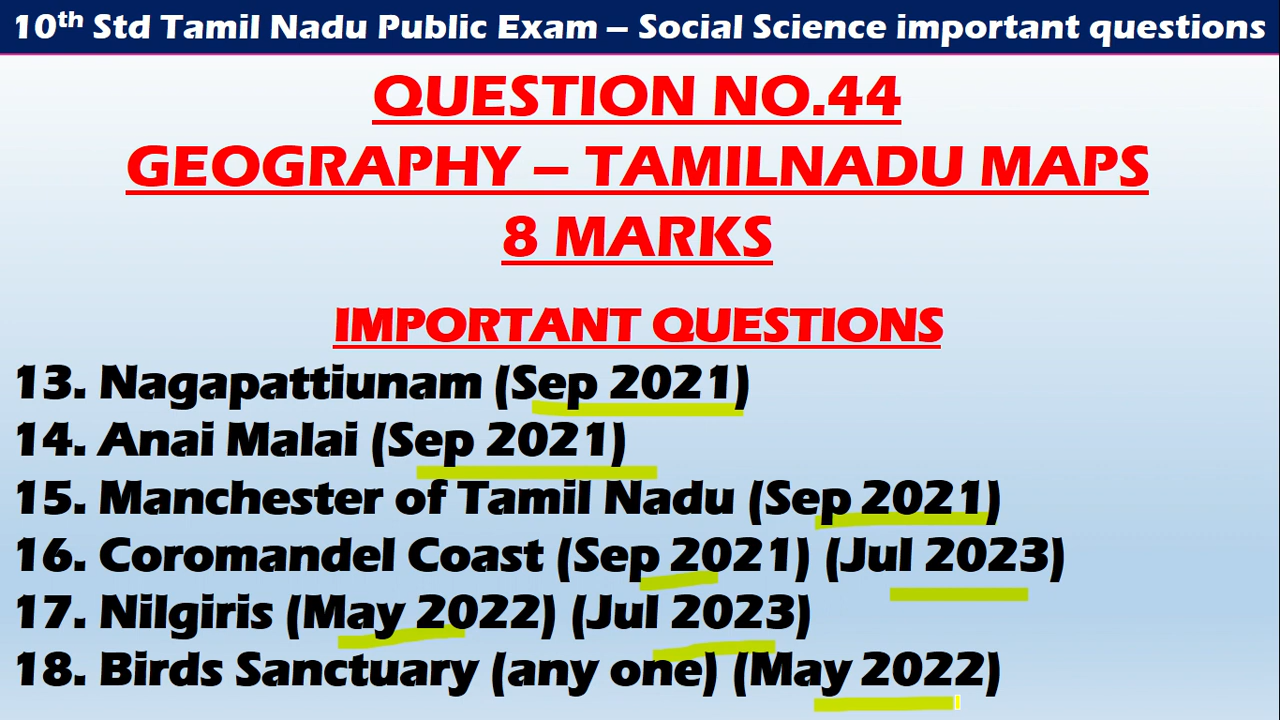 10th Std Tamil Nadu Public Exam – Social Science important questions
QUESTION NO.44
GEOGRAPHY – TAMILNADU MAPS
8 MARKS
IMPORTANT QUESTIONS
13. Nagapattiunam (Sep 2021)
14. Anai Malai (Sep 2021)
15. Manchester of Tamil Nadu (Sep 2021)
16. Coromandel Coast (Sep 2021) (Jul 2023)
17. Nilgiris (May 2022) (Jul 2023)
18. Birds Sanctuary (any one) (May 2022)